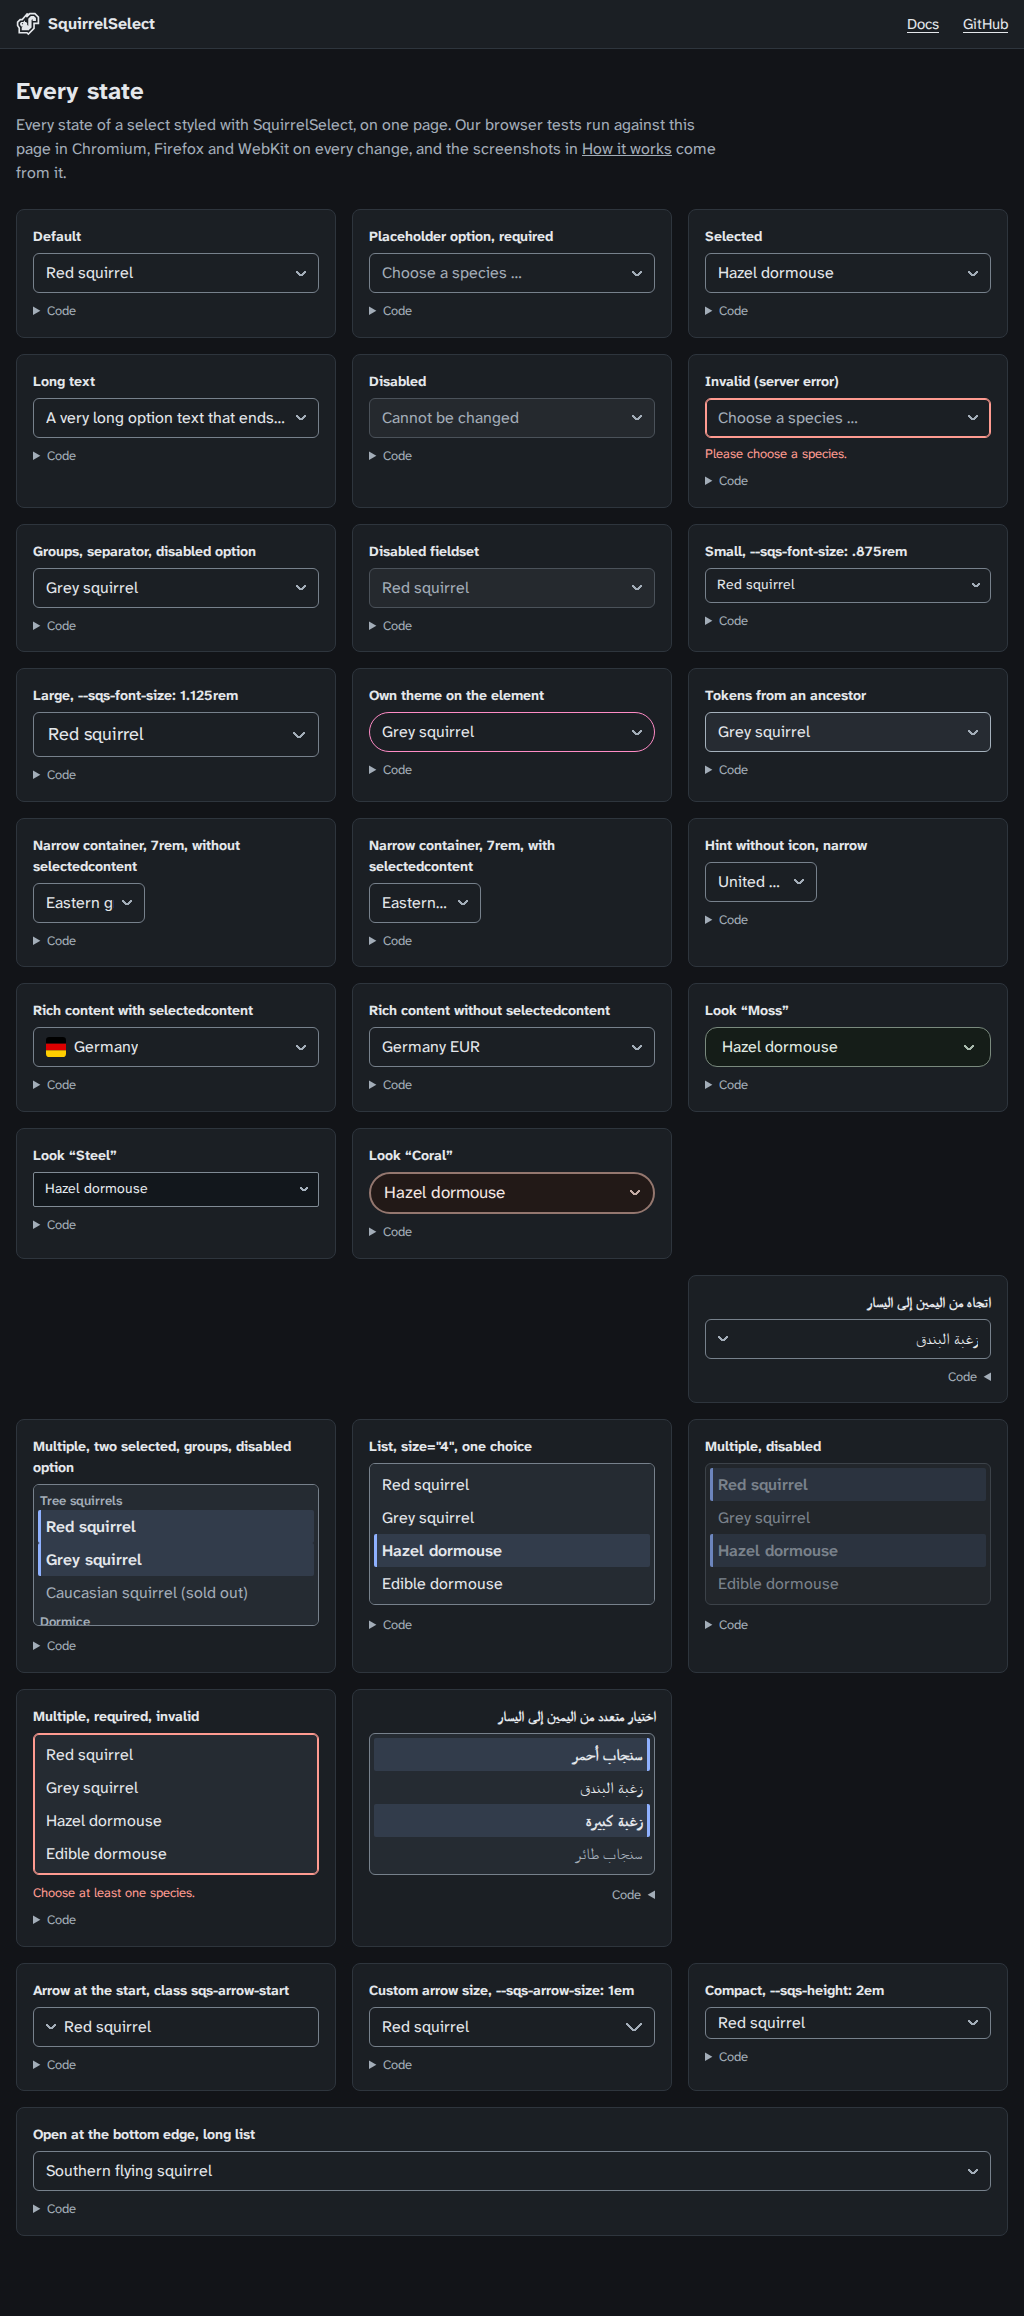 SquirrelSelect
Docs
GitHub
Every state
Every state of a select styled with SquirrelSelect, on one page. Our browser tests run against this
page in Chromium, Firefox and WebKit on every change, and the screenshots in How it works come
from it.
Default
Red squirrel
Code
Placeholder option, required
Choose a species ...
Code
Selected
Hazel dormouse
Code
Long text
A very long option text that ends...
Code
Disabled
Cannot be changed
Code
Invalid (server error)
Choose a species ...
Please choose a species.
Code
Groups, separator, disabled option
Grey squirrel
Code
Disabled fieldset
Red squirrel
Code
Small, --sqs-font-size: .875rem
Red squirrel
Code
Large, --sqs-font-size: 1.125rem
Red squirrel
Code
Own theme on the element
Grey squirrel
Code
Tokens from an ancestor
Grey squirrel
Code
Narrow container, 7rem, without
selectedcontent
Eastern g
Code
Narrow container, 7rem, with
selectedcontent
Eastern...
Code
Hint without icon, narrow
United ...
Code
Rich content with selectedcontent
Germany
Code
Rich content without selectedcontent
Germany EUR
Code
Look “Moss”
Hazel dormouse
Code
Look “Steel”
Hazel dormouse
Code
Look “Coral”
Hazel dormouse
Code
اتجاه من اليمين إلى اليسار
زغبة البندق
Code
Multiple, two selected, groups, disabled
option
Tree squirrels
Red squirrel
Grey squirrel
Caucasian squirrel (sold out)
Dormice
Code
List, size="4", one choice
Red squirrel
Grey squirrel
Hazel dormouse
Edible dormouse
Code
Multiple, disabled
Red squirrel
Grey squirrel
Hazel dormouse
Edible dormouse
Code
Multiple, required, invalid
Red squirrel
Grey squirrel
Hazel dormouse
Edible dormouse
Choose at least one species.
Code
اختيار متعدد من اليمين إلى اليسار
سنجاب أحمر
زغبة البندق
زغبة كبيرة
سنجاب طائر
Code
Arrow at the start, class sqs-arrow-start
Red squirrel
Code
Custom arrow size, --sqs-arrow-size: 1em
Red squirrel
Code
Compact, --sqs-height: 2em
Red squirrel
Code
Open at the bottom edge, long list
Southern flying squirrel
Code